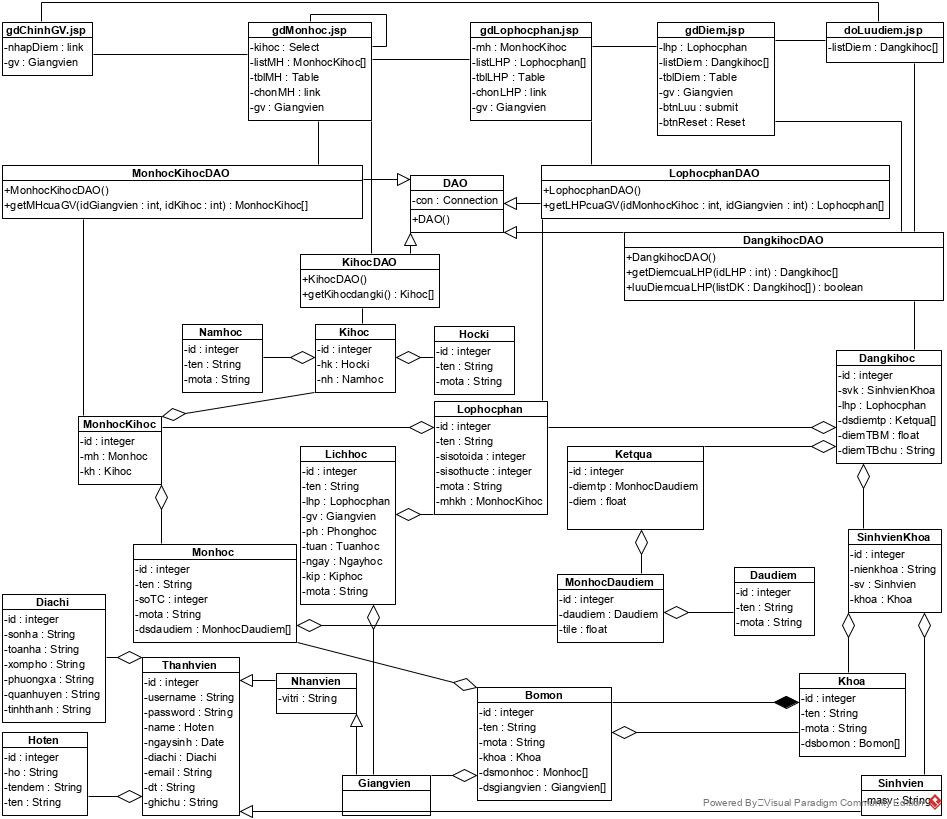 gdChinhGV.jsp
-nhapDiem : link
-gv : Giangvien
gdMonhoc.jsp
-kihoc : Select
-listMH : MonhocKihoc[]
-tblMH : Table
-chonMH : link
-gv : Giangvien
gdLophocphan.jsp
-mh : MonhocKihoc
-listLHP : Lophocphan[]
-tblLHP : Table
-chonLHP : link
-gv : Giangvien
gdDiem.jsp
-lhp : Lophocphan
-listDiem : Dangkihoc[]
-tblDiem : Table
-gv : Giangvien
-btnLuu : submit
-btnReset : Reset
doLuudiem.jsp
-listDiem : Dangkihoc[]
MonhocKihocDAO
+MonhocKihocDAO()
+getMHcuaGV(idGiangvien : int, idKihoc : int) : MonhocKihoc[]
DAO
-con : Connection
+DAO()
LophocphanDAO
+LophocphanDAO()
+getLHPcuaGV(idMonhocKihoc : int, idGiangvien : int) : Lophocphan[]
KihocDAO
+KihocDAO()
+getKihocdangki() : Kihoc[]
DangkihocDAO
+DangkihocDAO()
+getDiemcuaLHP(idLHP : int) : Dangkihoc[]
+luuDiemcuaLHP(listDK : Dangkihoc[]) : boolean
Namhoc
-id : integer
-ten : String
-mota : String
Kihoc
-id : integer
-hk : Hocki
-nh : Namhoc
Hocki
-id : integer
-ten : String
-mota : String
Dangkihoc
-id : integer
-svk : SinhvienKhoa
-lhp : Lophocphan
-dsdiemtp : Ketqua[]
-diemTBM : float
-diemTBchu : String
MonhocKihoc
-id : integer
-mh : Monhoc
-kh : Kihoc
Lophocphan
-id : integer
-ten : String
-sisotoida : integer
-sisothucte : integer
-mota : String
-mhkh : MonhocKihoc
Lichhoc
-id : integer
-ten : String
-lhp : Lophocphan
-gv : Giangvien
-ph : Phonghoc
-tuan : Tuanhoc
-ngay : Ngayhoc
-kip : Kiphoc
-mota : String
Ketqua
-id : integer
-diemtp : MonhocDaudiem
-diem : float
SinhvienKhoa
-id : integer
-nienkhoa : String
-sv : Sinhvien
-khoa : Khoa
Monhoc
-id : integer
-ten : String
-soTC : integer
-mota : String
-dsdaudiem : MonhocDaudiem[]
MonhocDaudiem
-id : integer
-daudiem : Daudiem
-tile : float
Daudiem
-id : integer
-ten : String
-mota : String
Diachi
-id : integer
-sonha : String
-toanha : String
-xompho : String
-phuongxa : String
-quanhuyen : String
-tinhthanh : String
Thanhvien
-id : integer
-username : String
-password : String
-name : Hoten
-ngaysinh : Date
-diachi : Diachi
-email : String
-dt : String
-ghichu : String
Nhanvien
-vitri : String
Bomon
-id : integer
-ten : String
-mota : String
-khoa : Khoa
-dsmonhoc : Monhoc[]
-dsgiangvien : Giangvien[]
Khoa
-id : integer
-ten : String
-mota : String
-dsbomon : Bomon[]
Hoten
-id : integer
-ho : String
-tendem : String
-ten : String
Giangvien
Sinhvien
-masv : String
Powered By Visual Paradigm Community Edition